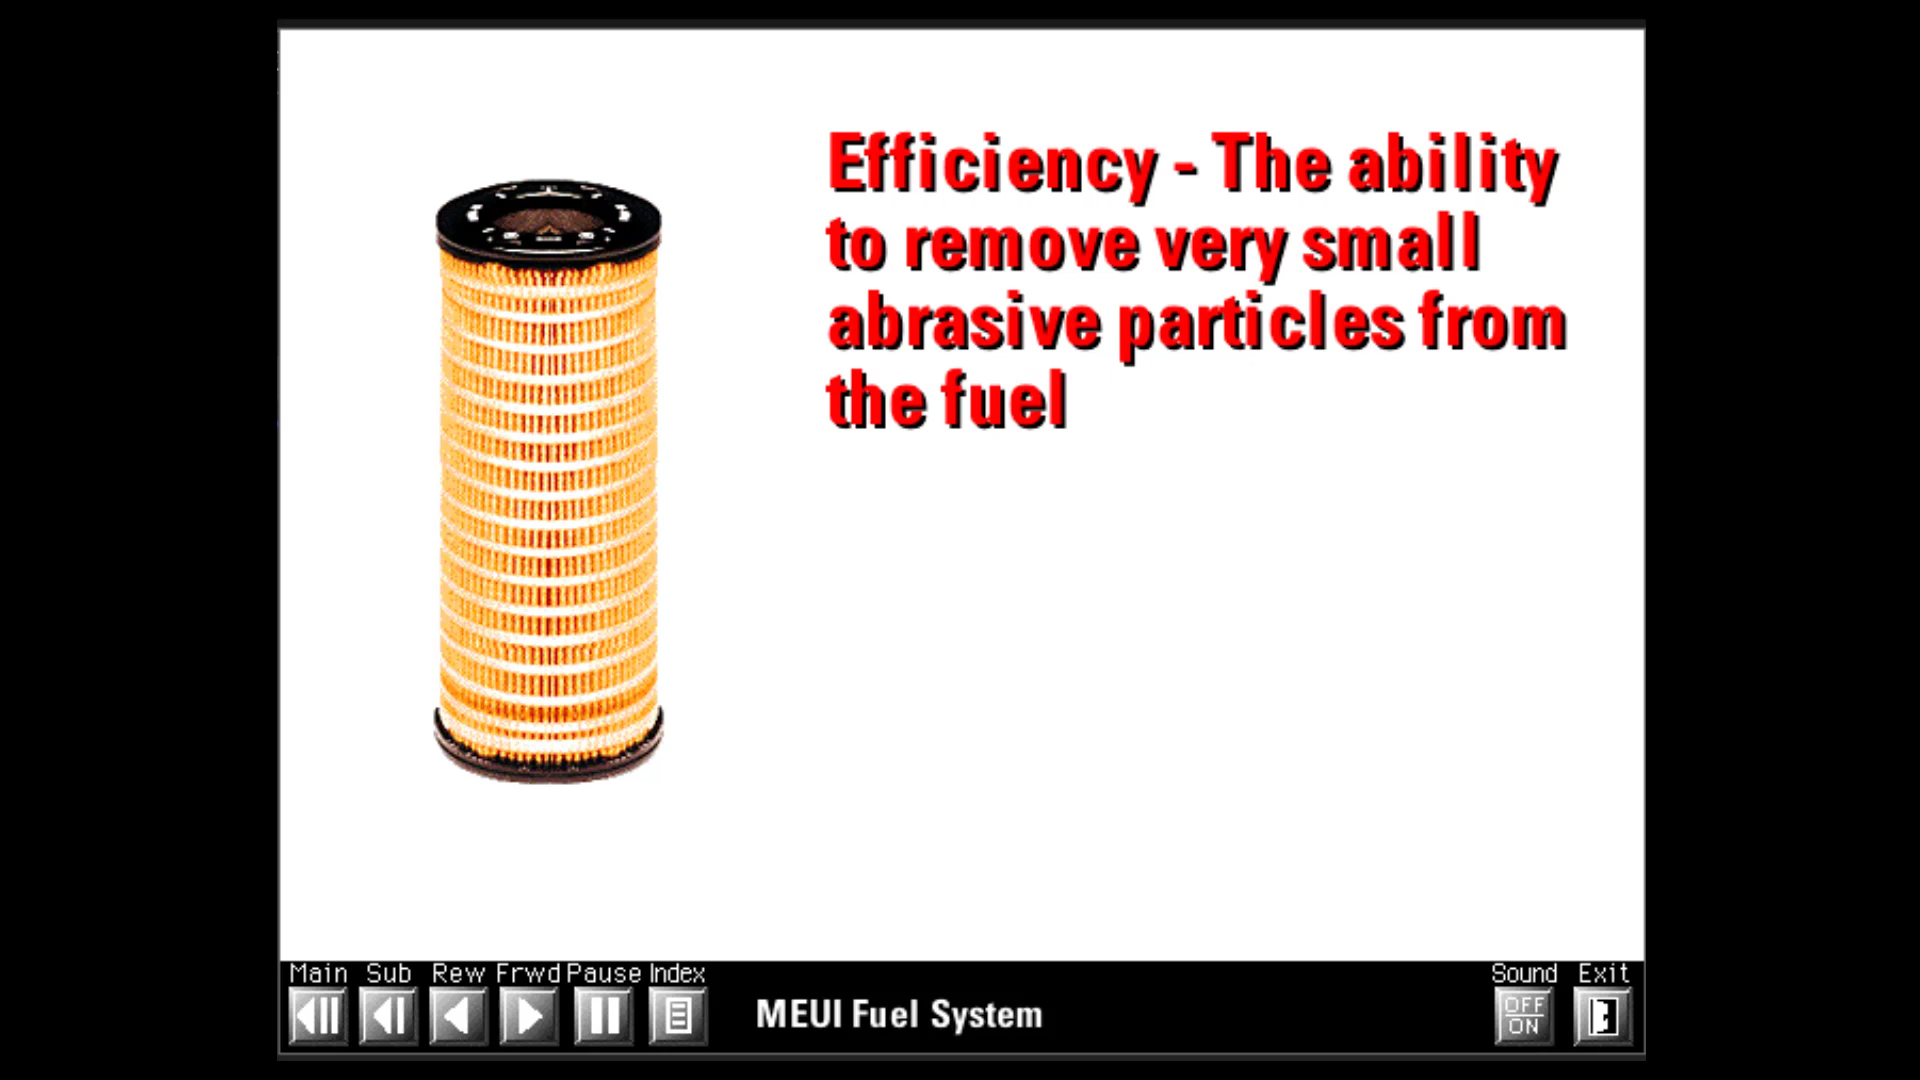 Efficiency - The ability
to remove very small
abrasive particles from
the fuel
Main Sub Rew Frwd Pause Index
Sound Exit
MEUI Fuel System
OFF
ON